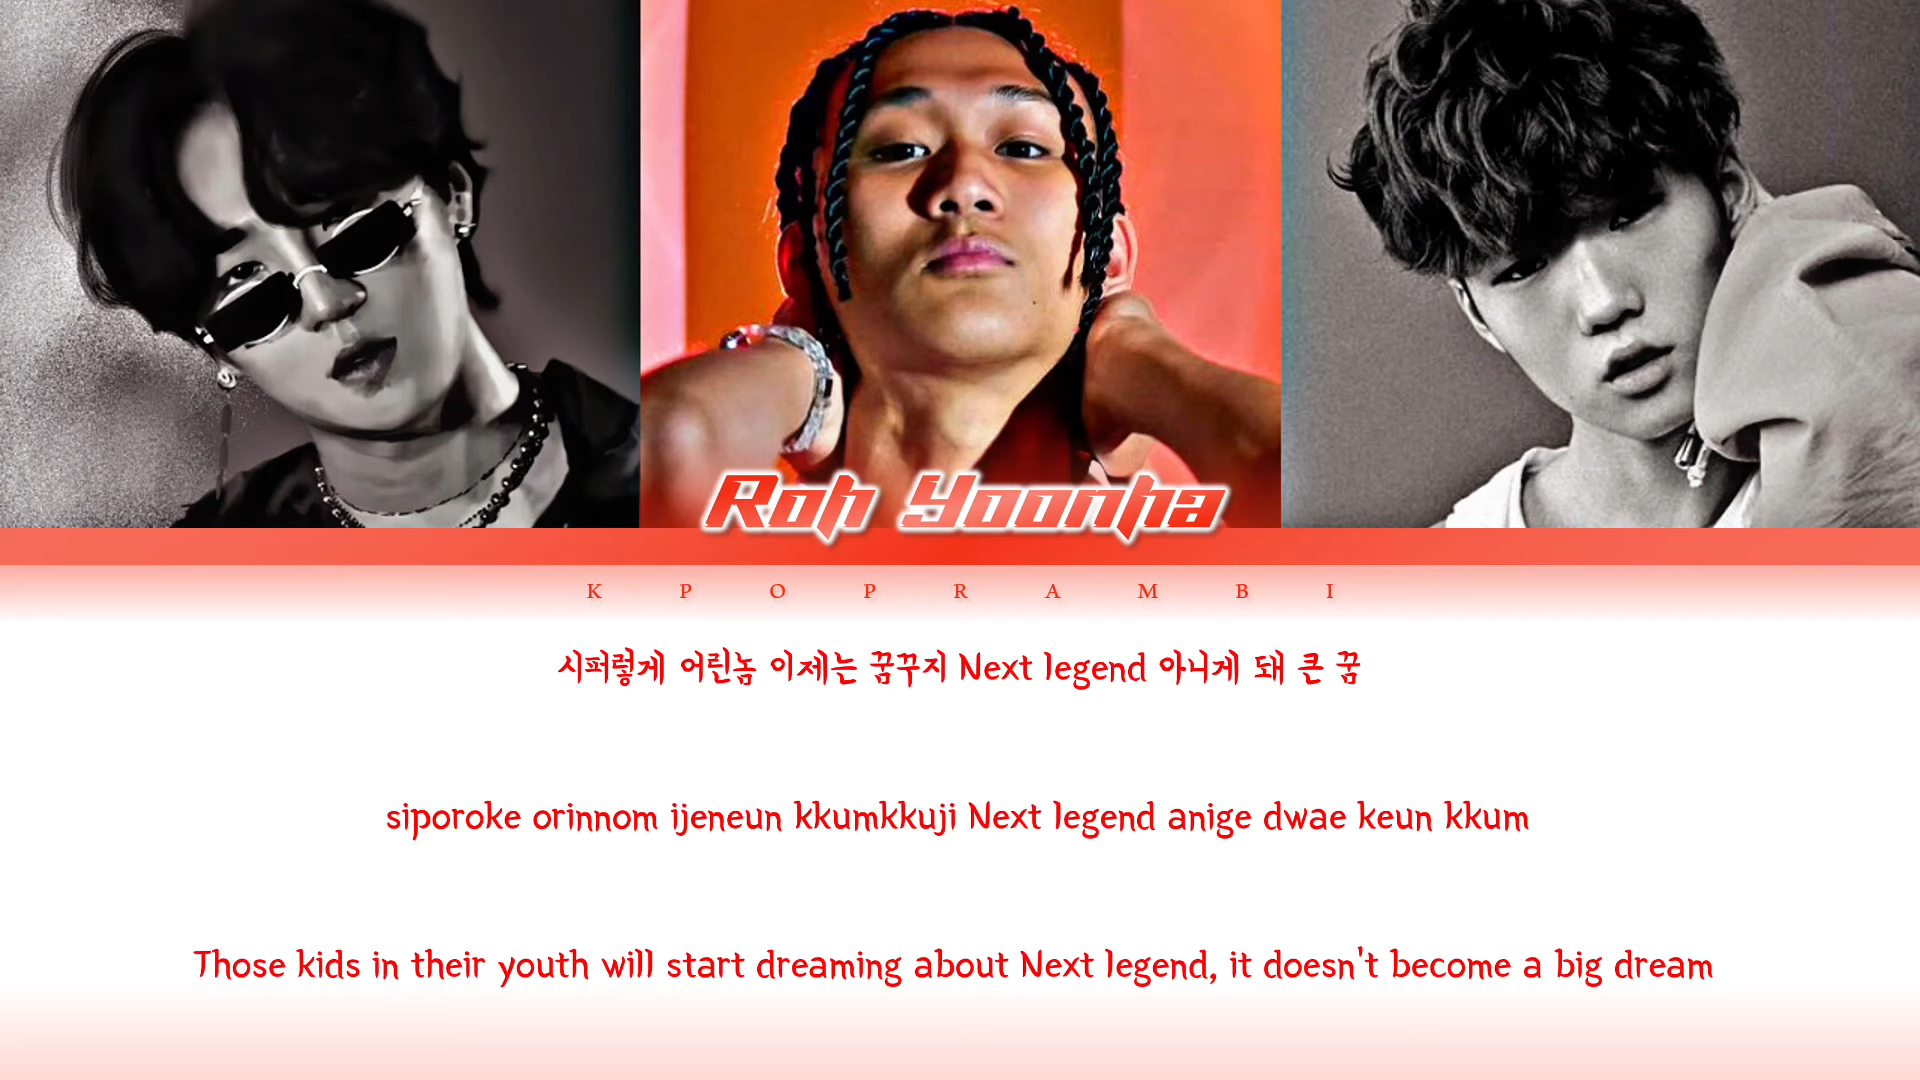 Roh Yoonha
KPOPRAMBI
시퍼렇게 어린놈 이제는 꿈꾸지 Next legend 아니게 돼 큰 꿈
siporoke orinnom ijeneun kkumkkuji Next legend anige dwae keun kkum
Those kids in their youth will start dreaming about Next legend, it doesn't become a big dream